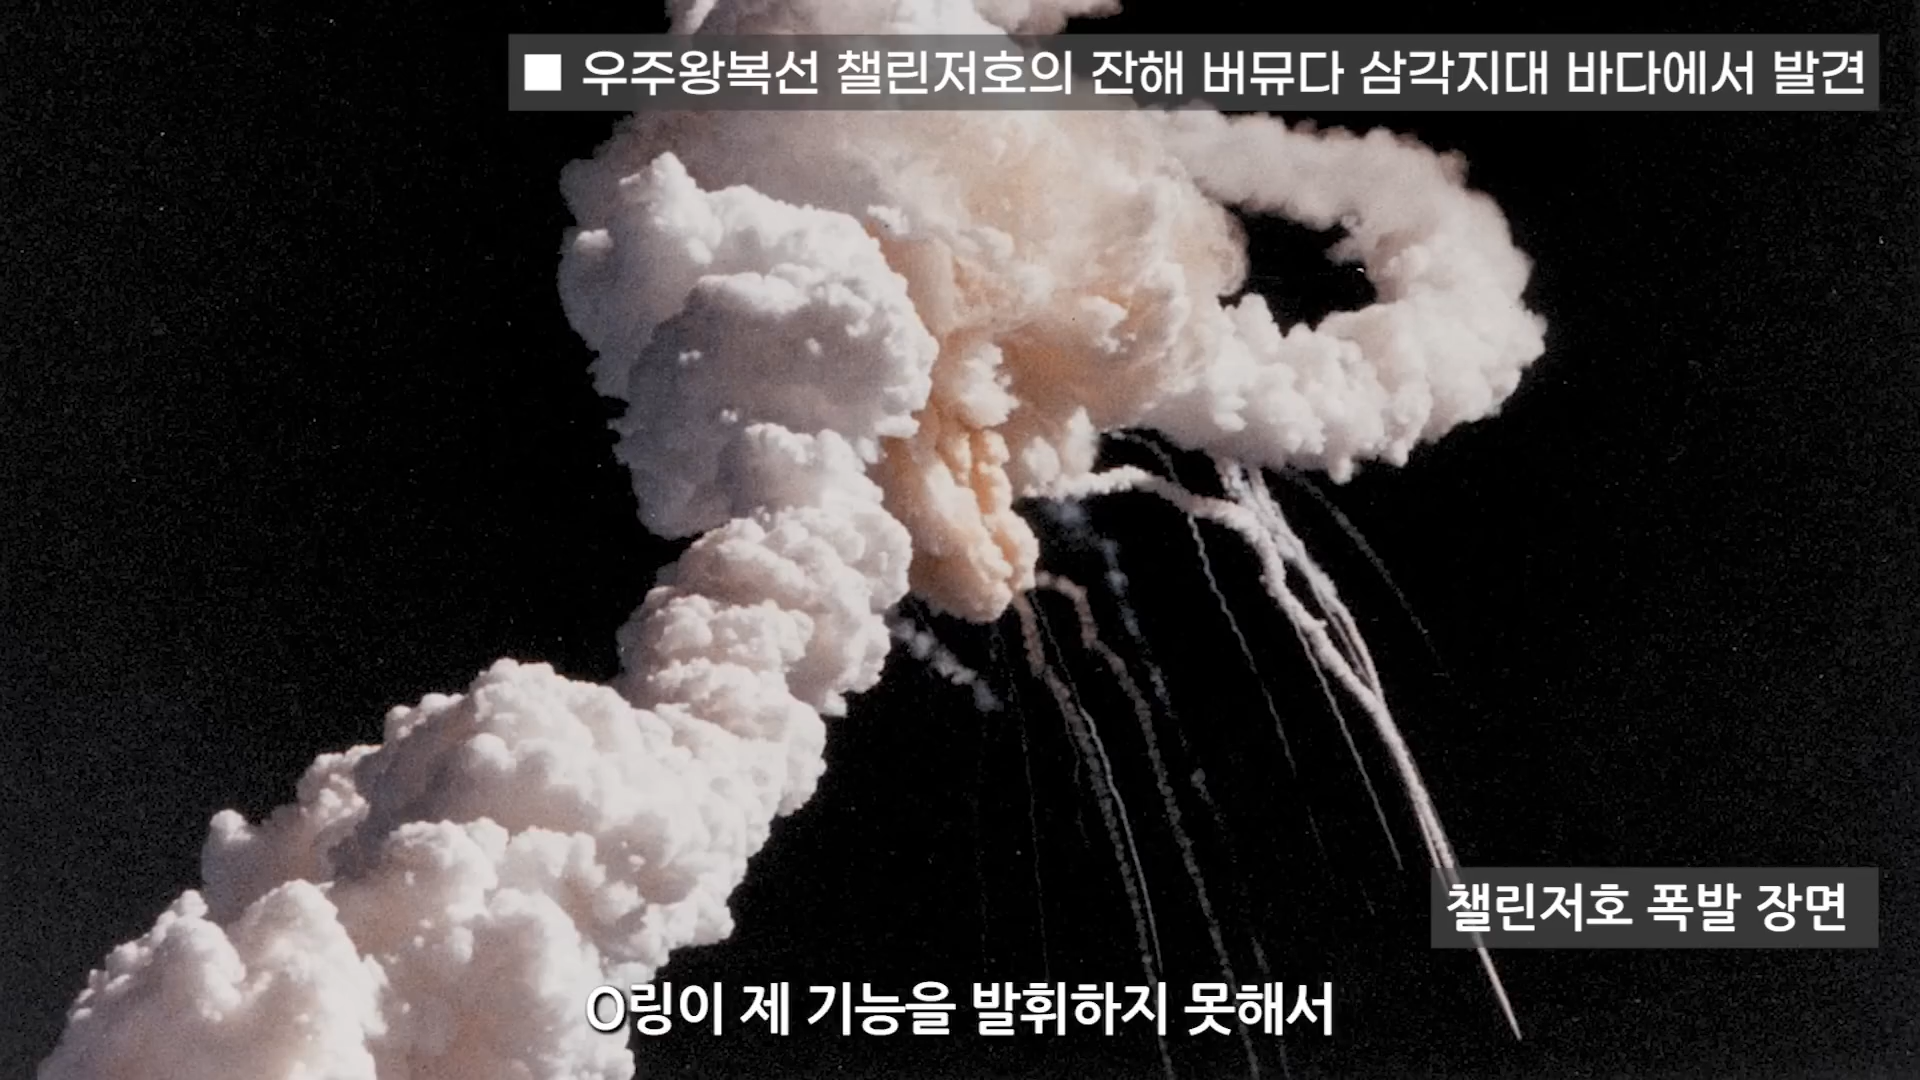 ■ 우주왕복선 챌린저호의 잔해 버뮤다 삼각지대 바다에서 발견
챌린저호 폭발 장면
O링이 제 기능을 발휘하지 못해서